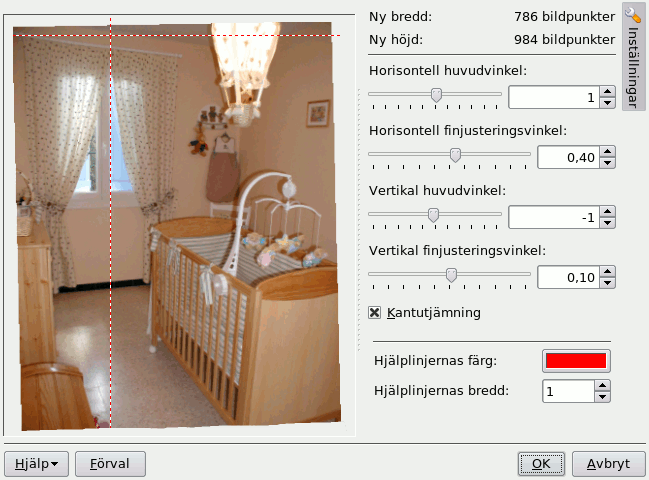 Ny bredd: 786 bildpunkter
Ny höjd: 984 bildpunkter
Inställningar
Horisontell huvudvinkel:
1
Horisontell finjusteringsvinkel:
0,40
Vertikal huvudvinkel:
-1
Vertikal finjusteringsvinkel:
0,10
Kantutjämning
Hjälplinjernas färg:
Hjälplinjernas bredd: 1
Hjälp Förval OK Avbryt